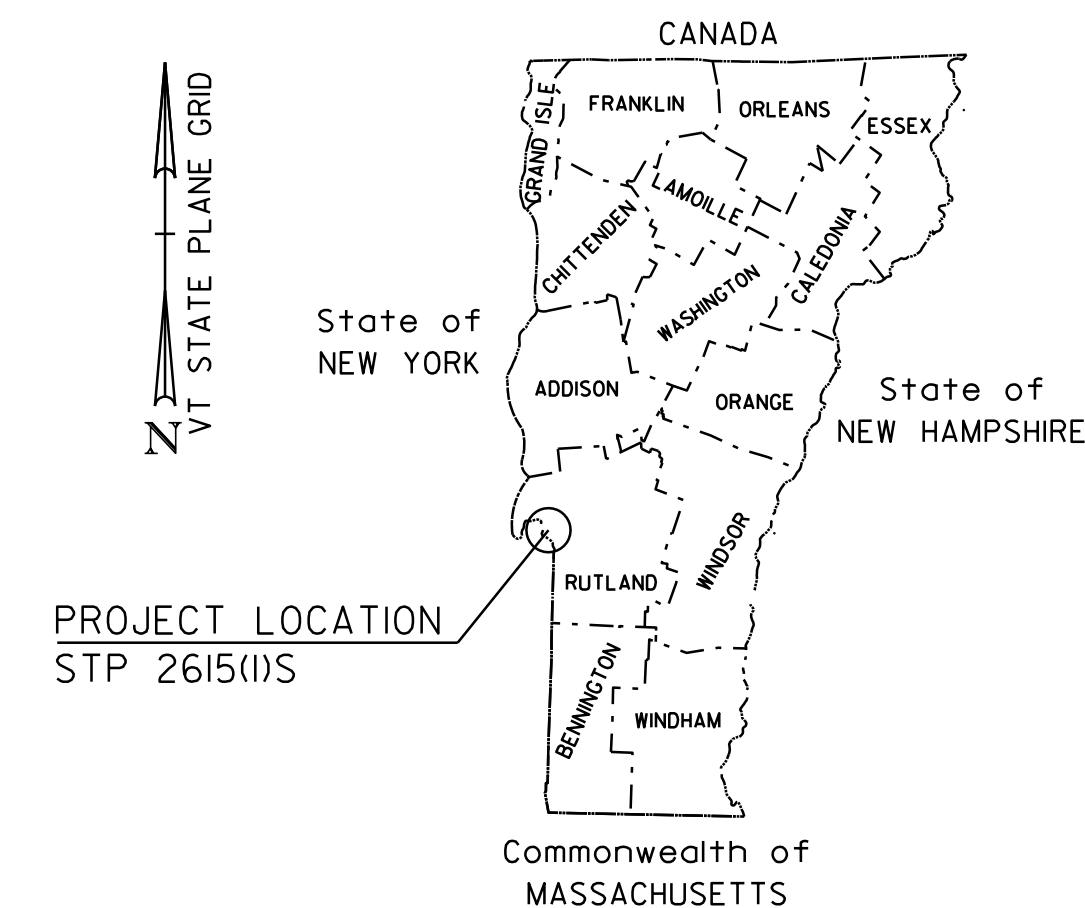 CANADA
VT STATE PLANE GRID
N
GRAND ISLE
FRANKLIN
ORLEANS
ESSEX
LAMOILLE
CHITTENDEN
CALEDONIA
WASHINGTON
State of
NEW YORK
ADDISON
ORANGE
State of
NEW HAMPSHIRE
WINDSOR
RUTLAND
PROJECT LOCATION
STP 2615(1)S
BENNINGTON
WINDHAM
Commonwealth of
MASSACHUSETTS